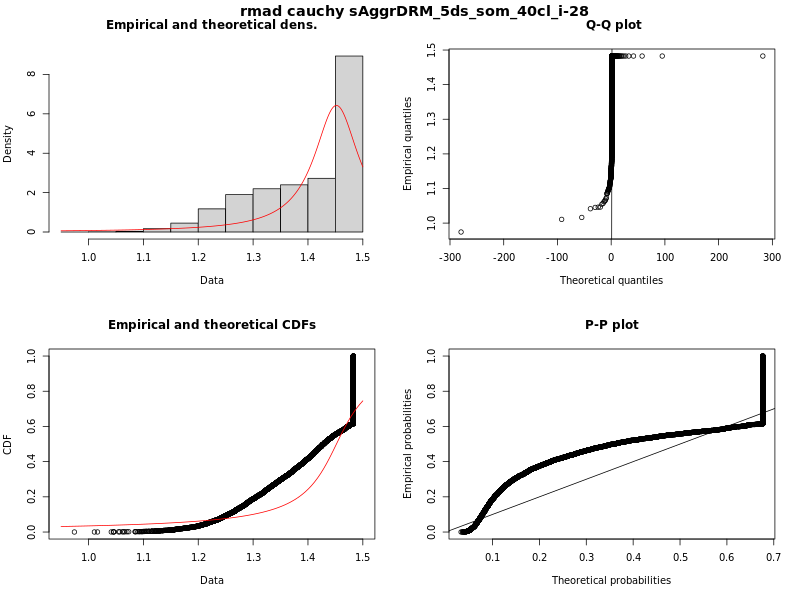 rmad cauchy sAggrDRM_5ds_som_40cl_i-28
Empirical and theoretical dens.
Density
0 2 4 6 8
1.0 1.1 1.2 1.3 1.4 1.5
Data
Q-Q plot
Empirical quantiles
1.0 1.1 1.2 1.3 1.4 1.5
-300 -200 -100 0 100 200 300
Theoretical quantiles
Empirical and theoretical CDFs
CDF
0.0 0.2 0.4 0.6 0.8 1.0
1.0 1.1 1.2 1.3 1.4 1.5
Data
P-P plot
Empirical probabilities
0.0 0.2 0.4 0.6 0.8 1.0
0.1 0.2 0.3 0.4 0.5 0.6 0.7
Theoretical probabilities